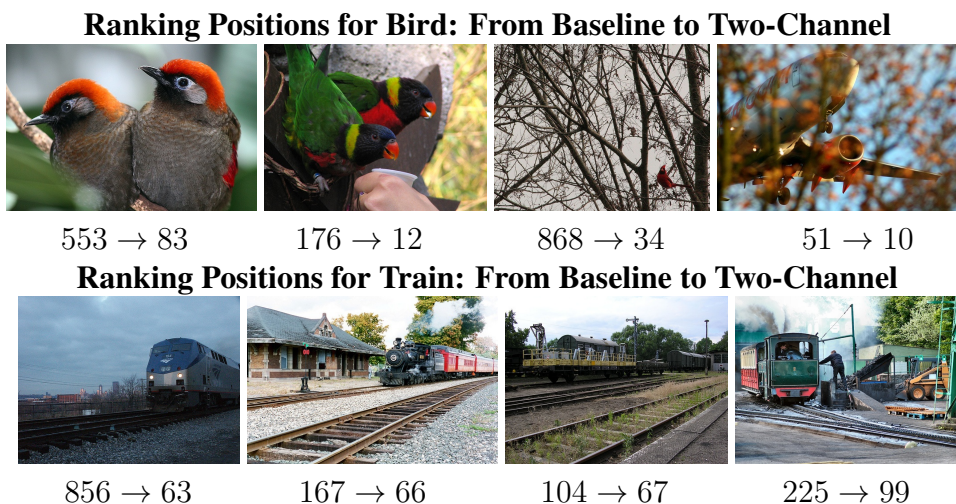 Ranking Positions for Bird: From Baseline to Two-Channel
553 → 83 176 → 12 868 → 34 51 → 10
Ranking Positions for Train: From Baseline to Two-Channel
856 → 63 167 → 66 104 → 67 225 → 99